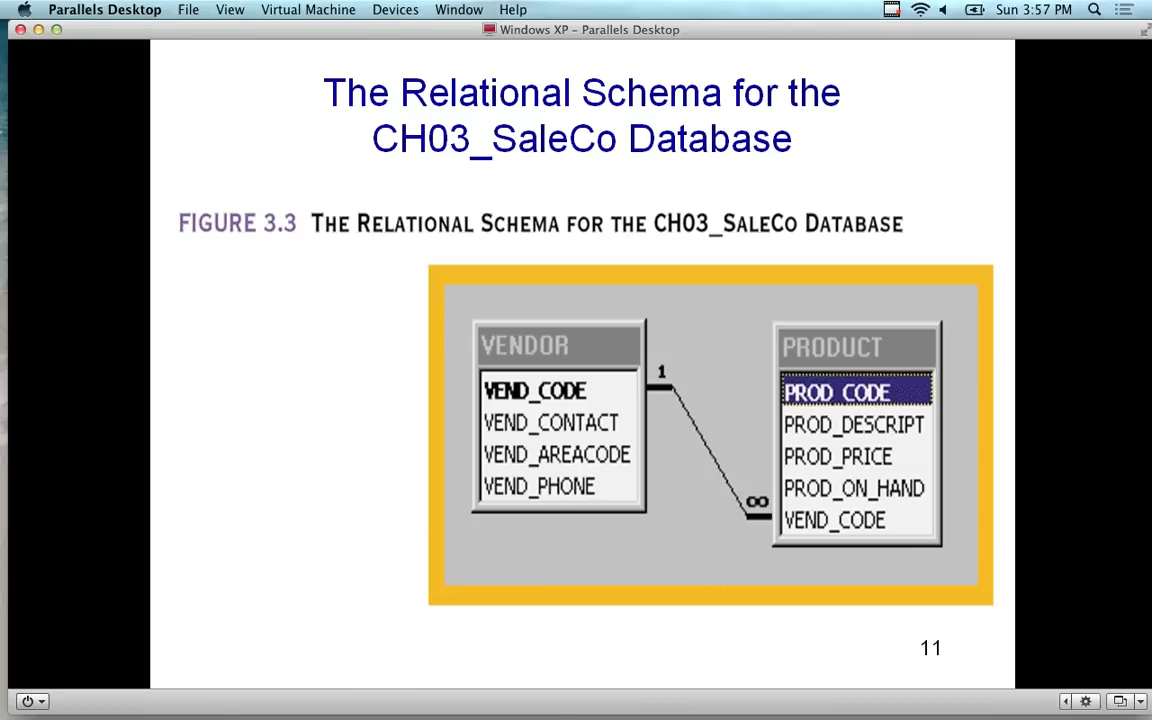 Parallels Desktop File View Virtual Machine Devices Window Help Sun 3:57 PM
Windows XP - Parallels Desktop
The Relational Schema for the
CH03_SaleCo Database
FIGURE 3.3 THE RELATIONAL SCHEMA FOR THE CH03_SALECO DATABASE
VENDOR
VEND_CODE
VEND_CONTACT
VEND_AREACODE
VEND_PHONE
1
∞
PRODUCT
PROD_CODE
PROD_DESCRIPT
PROD_PRICE
PROD_ON_HAND
VEND_CODE
11